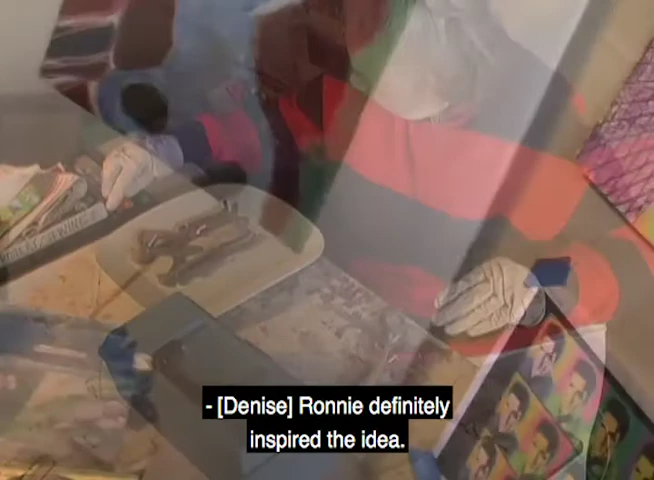 - [Denise] Ronnie definitely
inspired the idea.